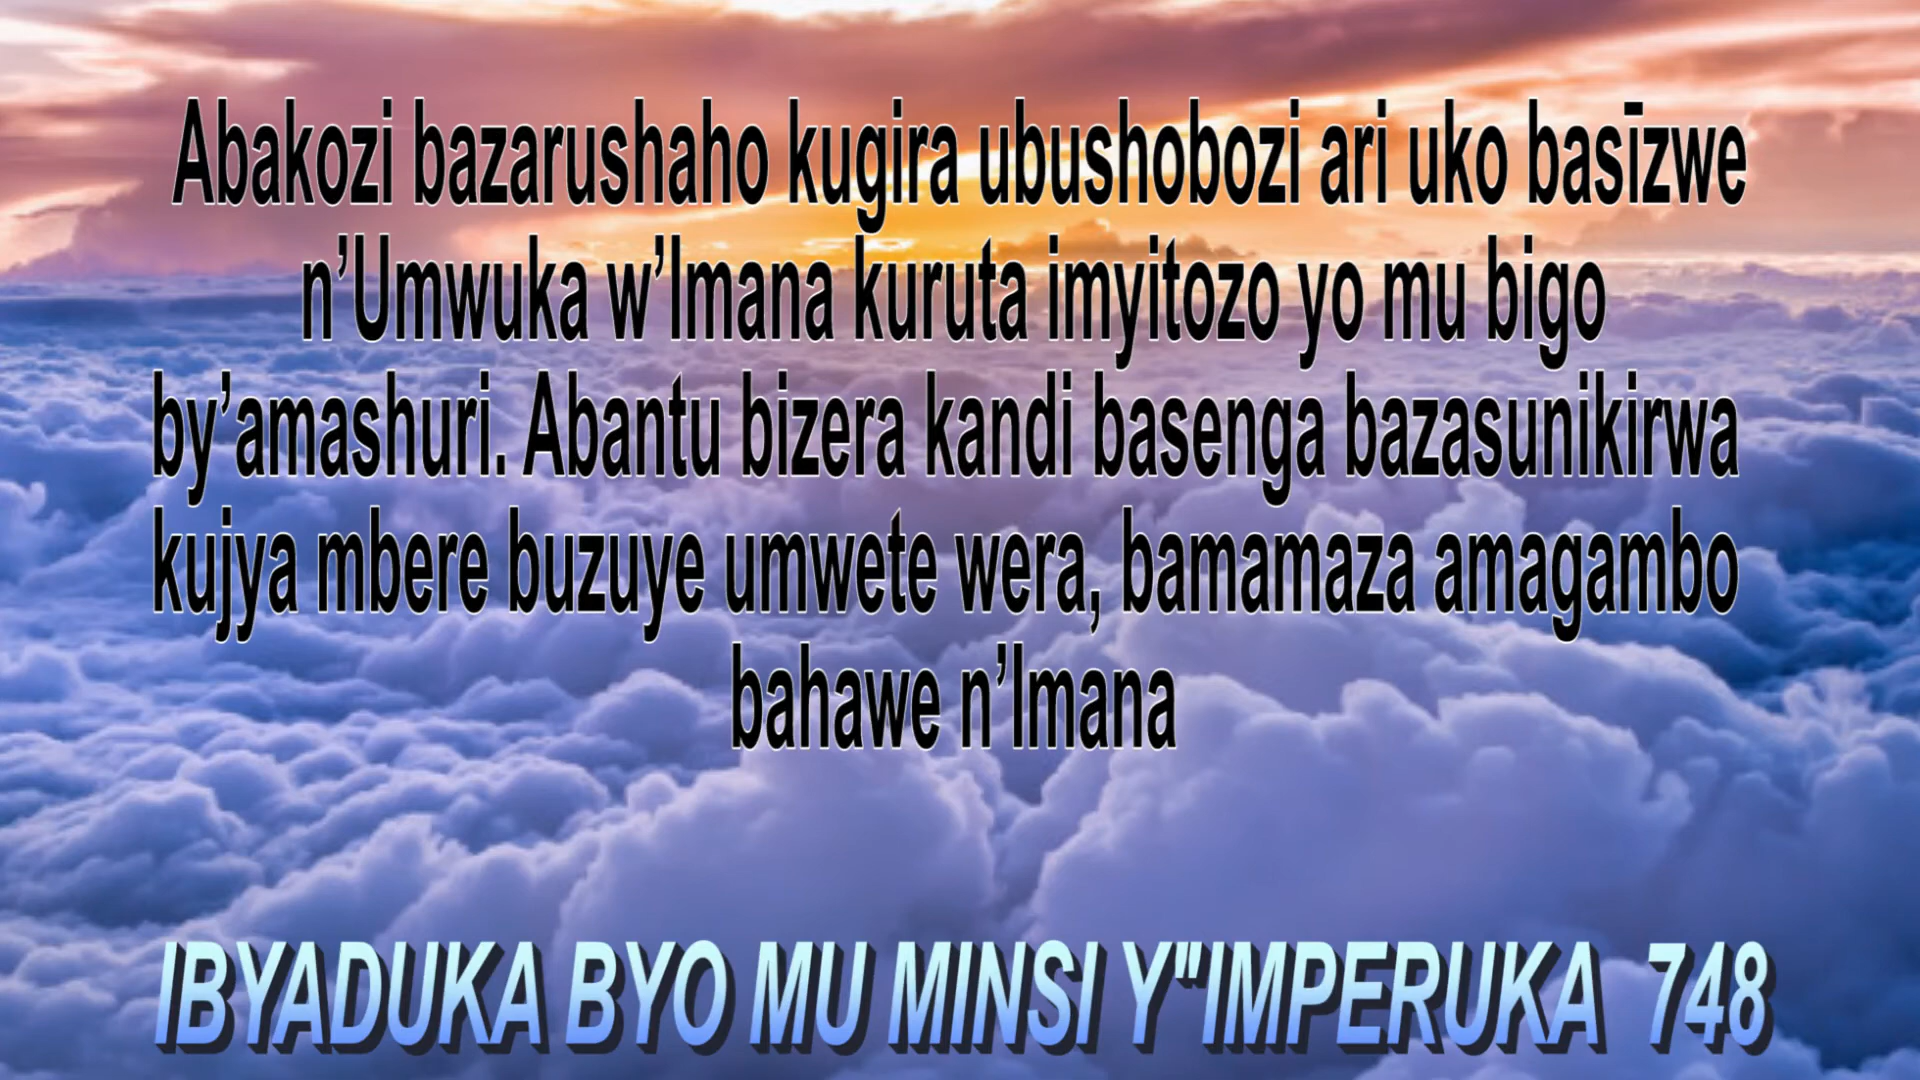 Abakozi bazarushaho kugira ubushobozi ari uko basīzwe
n’Umwuka w’Imana kuruta imyitozo yo mu bigo
by’amashuri. Abantu bizera kandi basenga bazasunikirwa
kujya mbere buzuye umwete wera, bamamaza amagambo
bahawe n’Imana
IBYADUKA BYO MU MINSI Y"IMPERUKA 748